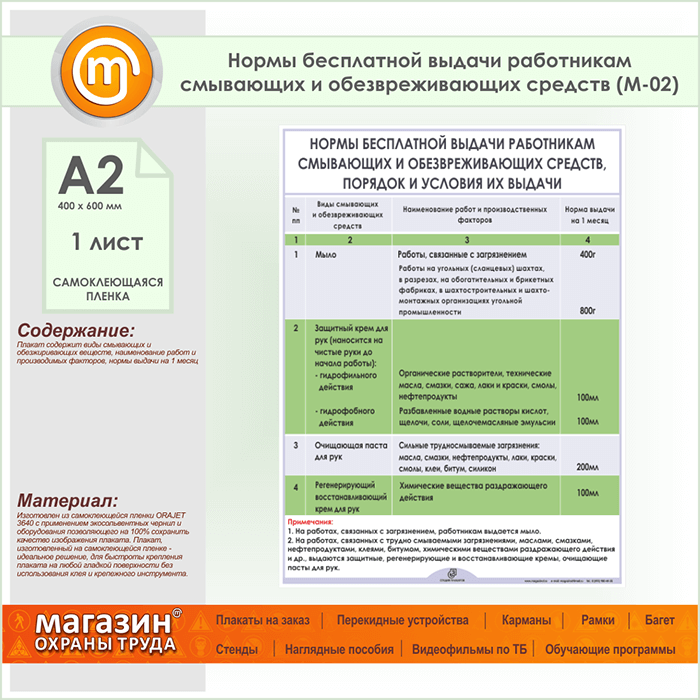 m
Нормы бесплатной выдачи работникам
смывающих и обезвреживающих средств (М-02)
А2
400 х 600 мм
1 лист
САМОКЛЕЮЩАЯСЯ
ПЛЕНКА
Содержание:
Плакат содержит виды смывающих и
обезжиривающих веществ, наименование работ и
производимых факторов, нормы выдачи на 1 месяц
Материал:
Изготовлен из самоклеющейся пленки ORAJET
3640 с применением экосольвентных чернил и
оборудования позволяющего на 100% сохранить
качество изображения плаката. Плакат,
изготовленный на самоклеющейся пленке -
идеальное решение, для быстроты крепления
плаката на любой гладкой поверхности без
использования клея и крепежного инструмента.
НОРМЫ БЕСПЛАТНОЙ ВЫДАЧИ РАБОТНИКАМ
СМЫВАЮЩИХ И ОБЕЗВРЕЖИВАЮЩИХ СРЕДСТВ,
ПОРЯДОК И УСЛОВИЯ ИХ ВЫДАЧИ
№ пп
Виды смывающих и обезвреживающих средств
Наименование работ и производственных факторов
Норма выдачи на 1 месяц
1 2 3 4
1 Мыло Работы, связанные с загрязнением 400г
Работы на угольных (сланцевых) шахтах,
в разрезах, на обогатительных и брикетных
фабриках, в шахтостроительных и шахто-
монтажных организациях угольной
промышленности 800г
2 Защитный крем для
рук (наносится на
чистые руки до
начала работы):
- гидрофильного Органические растворители, технические
действия масла, смазки, сажа, лаки и краски, смолы,
нефтепродукты 100мл
- гидрофобного Разбавленные водные растворы кислот,
действия щелочи, соли, щелочемасляные эмульсии 100мл
3 Очищающая паста Сильные трудносмываемые загрязнения:
для рук масла, смазки, нефтепродукты, лаки, краски,
смолы, клеи, битум, силикон 200мл
4 Регенерирующий Химические вещества раздражающего 100мл
восстанавливающий действия
крем для рук
Примечания:
1. На работах, связанных с загрязнением, работникам выдается мыло.
2. На работах, связанных с трудно смываемыми загрязнениями, маслами, смазками,
нефтепродуктами, клеями, битумом, химическими веществами раздражающего действия
и др., выдаются защитные, регенерирующие и восстанавливающие кремы, очищающие
пасты для рук.
магазин m
ОХРАНЫ ТРУДА
Плакаты на заказ | Перекидные устройства | Карманы | Рамки | Багет
Стенды | Наглядные пособия | Видеофильмы по ТБ | Обучающие программы